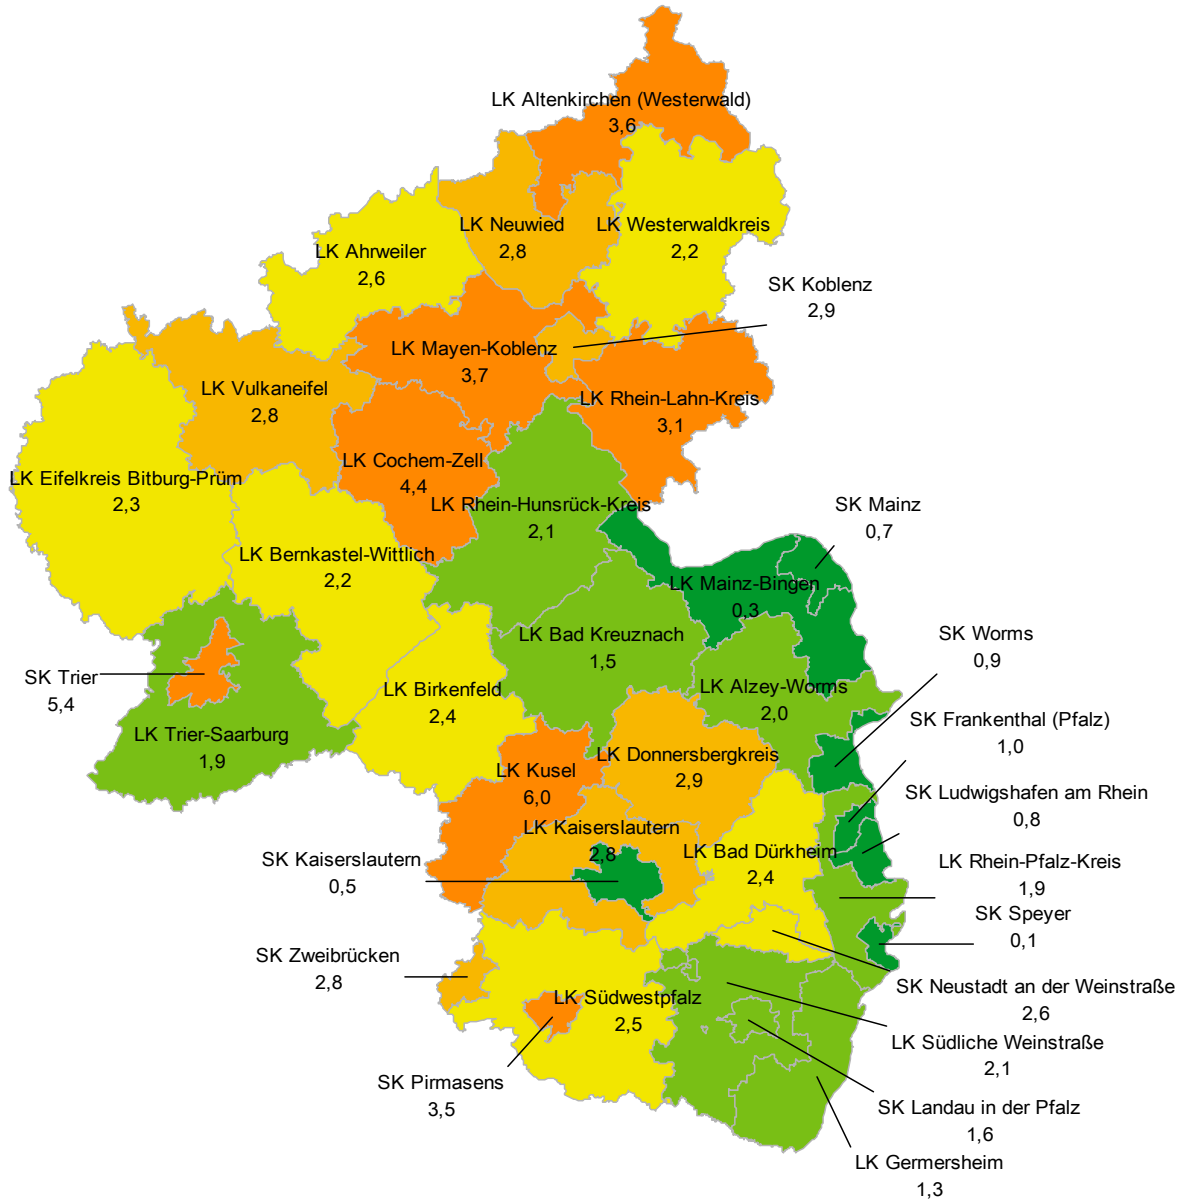 LK Altenkirchen (Westerwald)
3,6
LK Neuwied
2,8
LK Westerwaldkreis
2,2
LK Ahrweiler
2,6
SK Koblenz
2,9
LK Mayen-Koblenz
3,7
LK Vulkaneifel
2,8
LK Rhein-Lahn-Kreis
3,1
LK Cochem-Zell
4,4
LK Eifelkreis Bitburg-Prüm
2,3
LK Rhein-Hunsrück-Kreis
2,1
SK Mainz
0,7
LK Bernkastel-Wittlich
2,2
LK Mainz-Bingen
0,3
LK Bad Kreuznach
1,5
SK Worms
0,9
SK Trier
5,4
LK Birkenfeld
2,4
LK Alzey-Worms
2,0
SK Frankenthal (Pfalz)
1,0
LK Trier-Saarburg
1,9
LK Donnersbergkreis
2,9
LK Kusel
6,0
SK Ludwigshafen am Rhein
0,8
LK Kaiserslautern
2,8
LK Bad Dürkheim
2,4
SK Kaiserslautern
0,5
LK Rhein-Pfalz-Kreis
1,9
SK Speyer
0,1
SK Zweibrücken
2,8
SK Neustadt an der Weinstraße
2,6
LK Südwestpfalz
2,5
LK Südliche Weinstraße
2,1
SK Pirmasens
3,5
SK Landau in der Pfalz
1,6
LK Germersheim
1,3